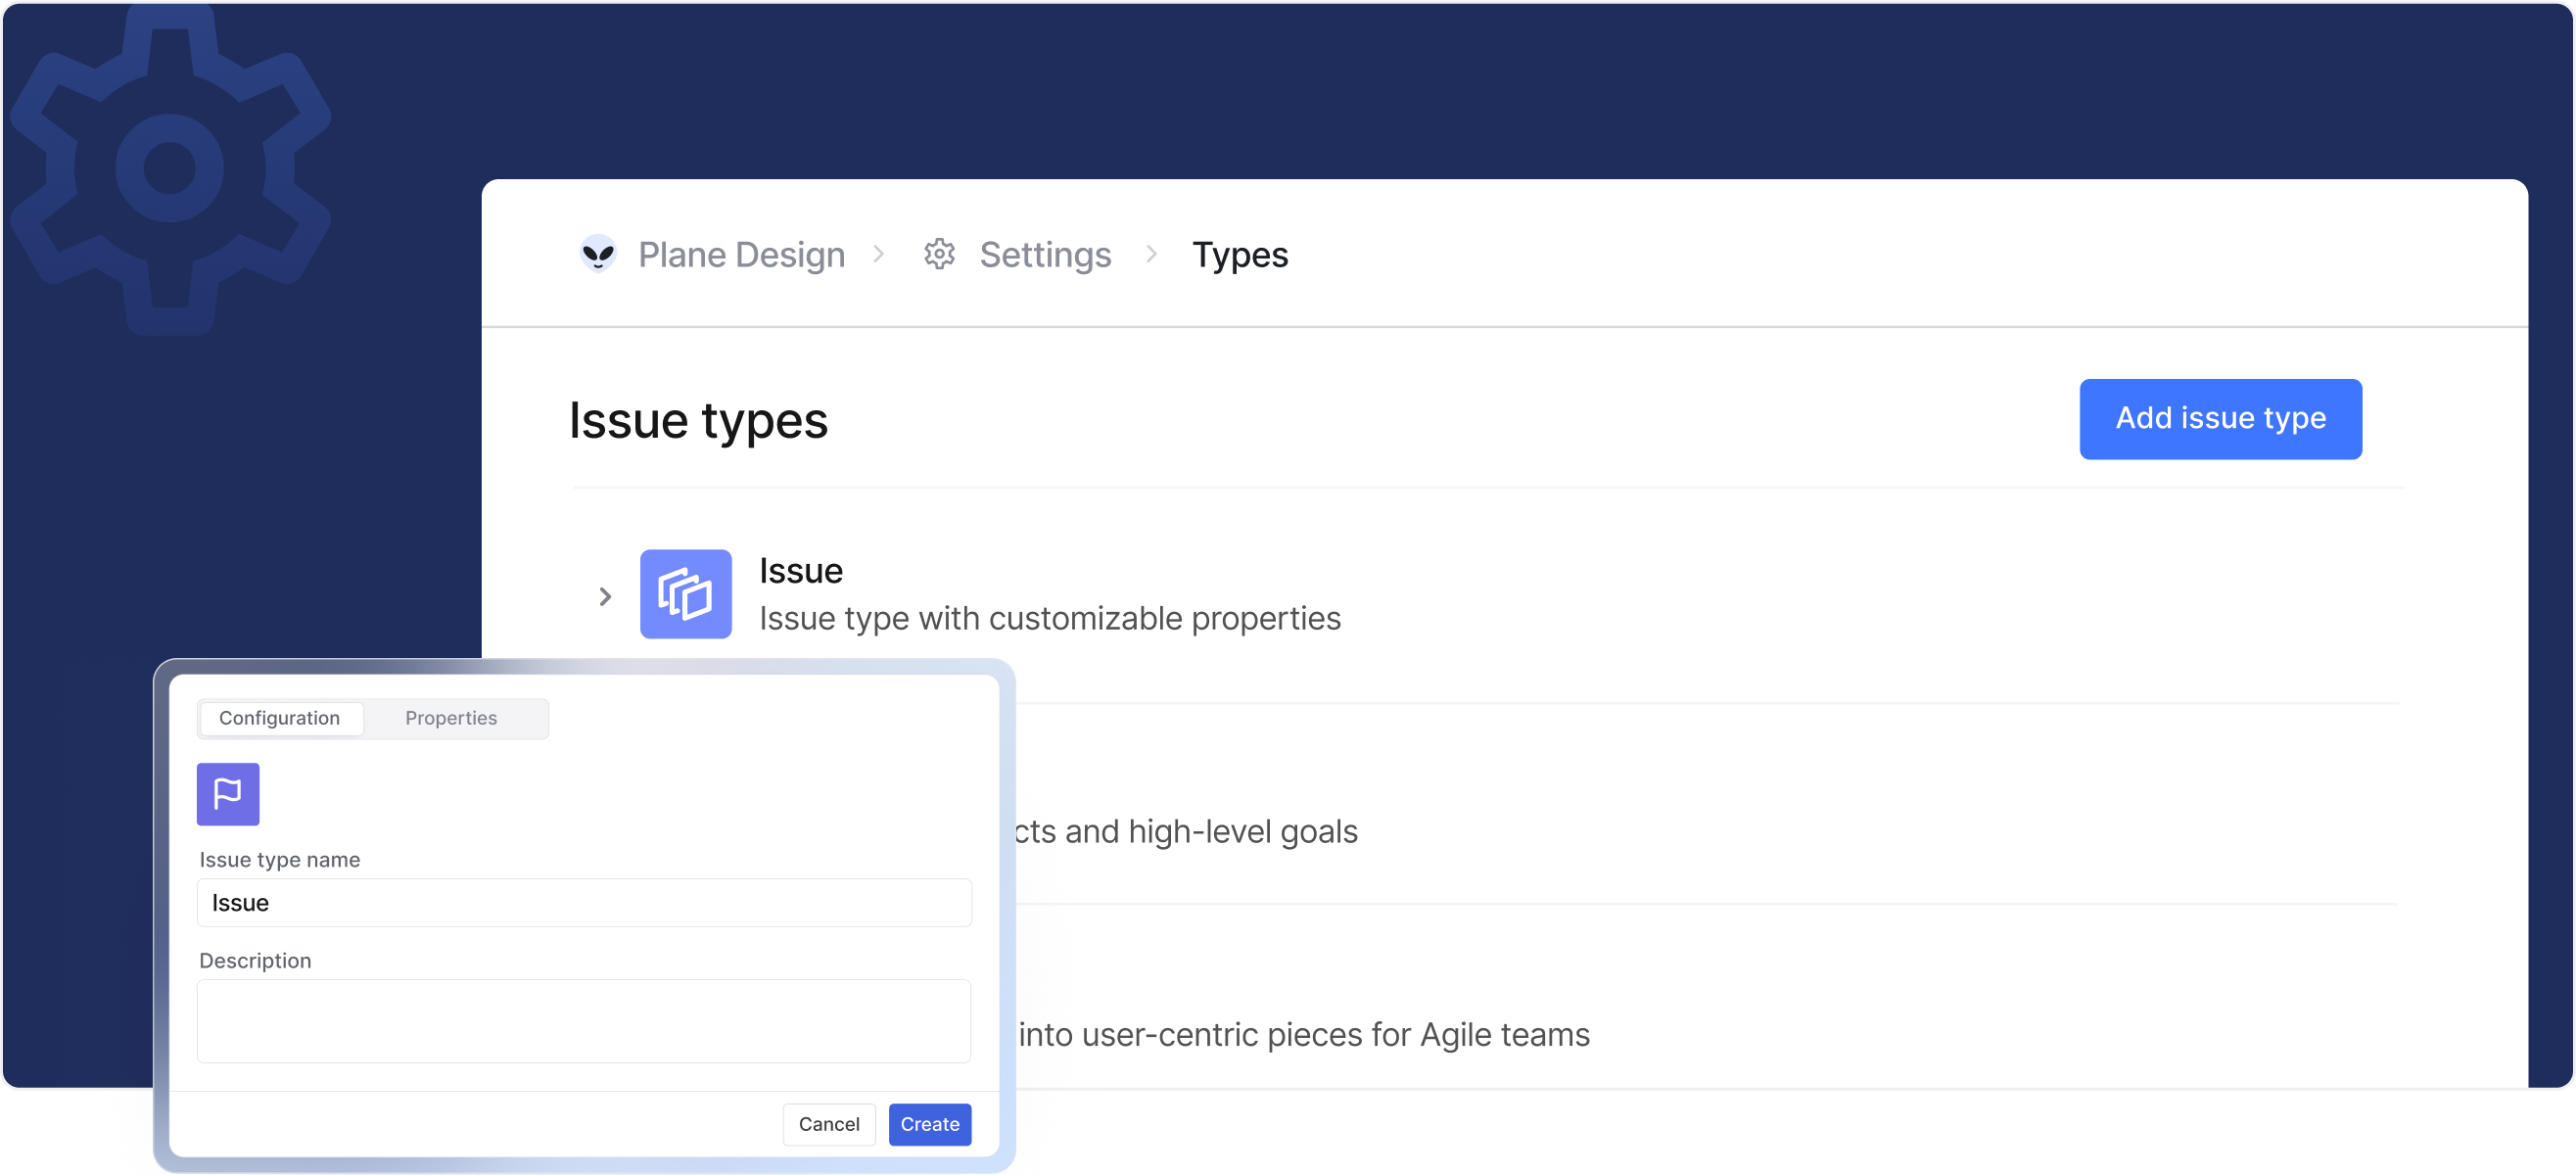 Plane Design
Settings
Types
Issue types
Add issue type
Issue
Issue type with customizable properties
and high-level goals
into user-centric pieces for Agile teams
Configuration
Properties
Issue type name
Issue
Description
Cancel
Create